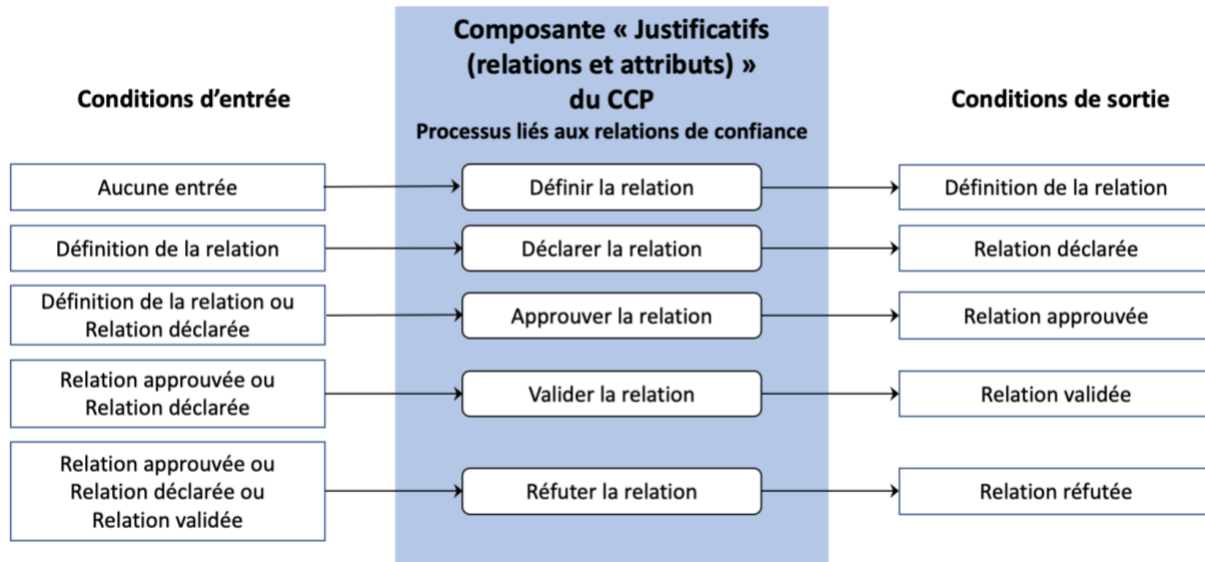 Composante « Justificatifs
(relations et attributs) »
du CCP
Processus liés aux relations de confiance
Conditions d'entrée
Conditions de sortie
Aucune entrée
Définir la relation
Définition de la relation
Définition de la relation
Déclarer la relation
Relation déclarée
Définition de la relation ou
Relation déclarée
Approuver la relation
Relation approuvée
Relation approuvée ou
Relation déclarée
Valider la relation
Relation validée
Relation approuvée ou
Relation déclarée ou
Relation validée
Réfuter la relation
Relation réfutée